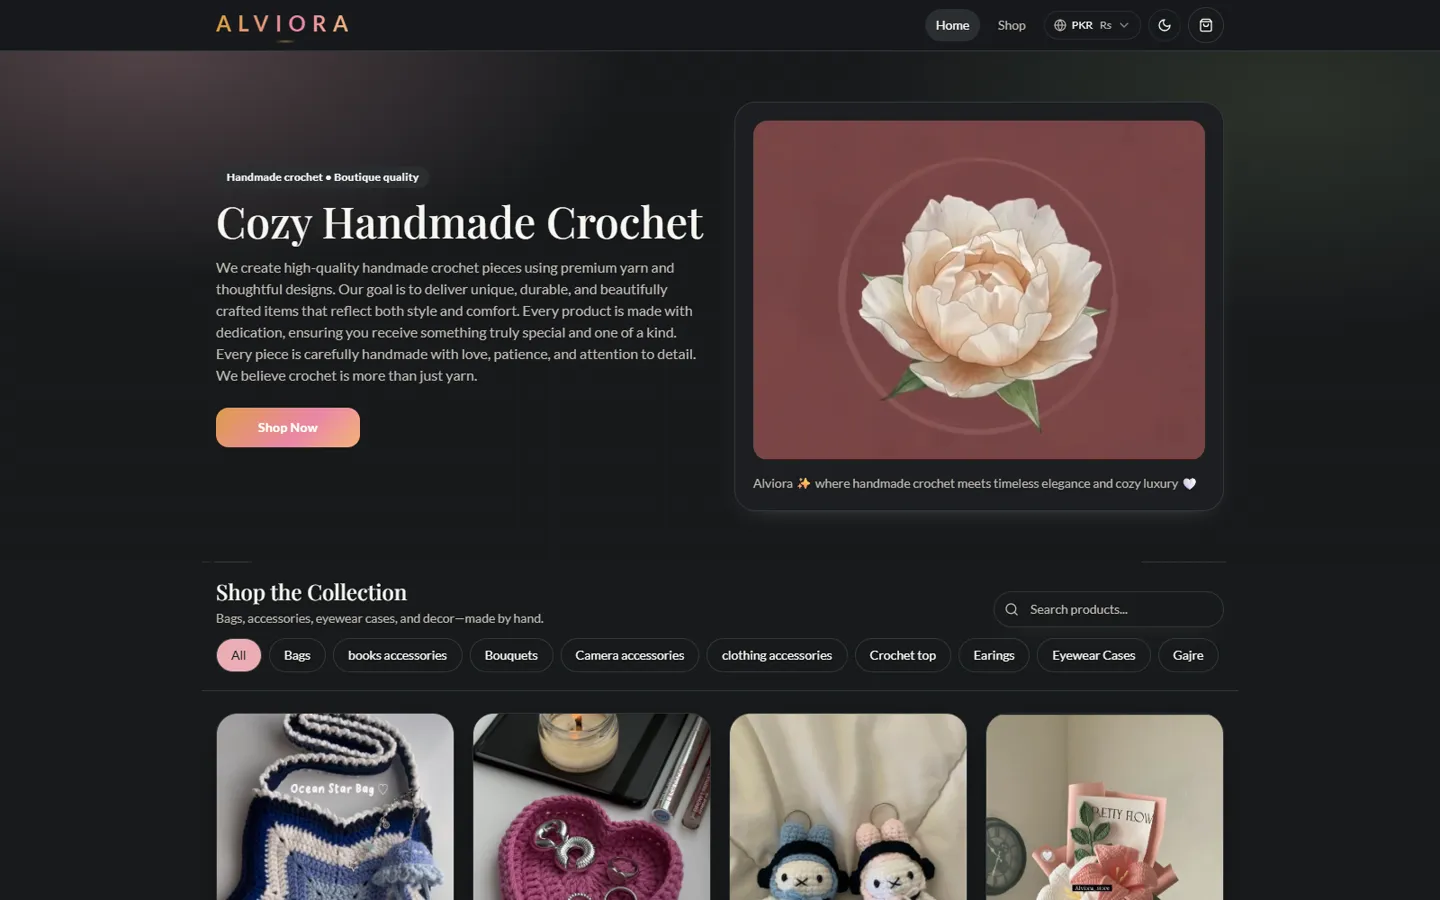 ALVIORA
Home
Shop
PKR Rs
Handmade crochet • Boutique quality
Cozy Handmade Crochet
We create high-quality handmade crochet pieces using premium yarn and
thoughtful designs. Our goal is to deliver unique, durable, and beautifully
crafted items that reflect both style and comfort. Every product is made with
dedication, ensuring you receive something truly special and one of a kind.
Every piece is carefully handmade with love, patience, and attention to detail.
We believe crochet is more than just yarn.
Shop Now
Alviora ✨ where handmade crochet meets timeless elegance and cozy luxury 🤍
Shop the Collection
Bags, accessories, eyewear cases, and decor—made by hand.
Search products...
All
Bags
books accessories
Bouquets
Camera accessories
clothing accessories
Crochet top
Earings
Eyewear Cases
Gajre
Ocean Star Bag ♡
PRETTY FLOW
Alviora_store